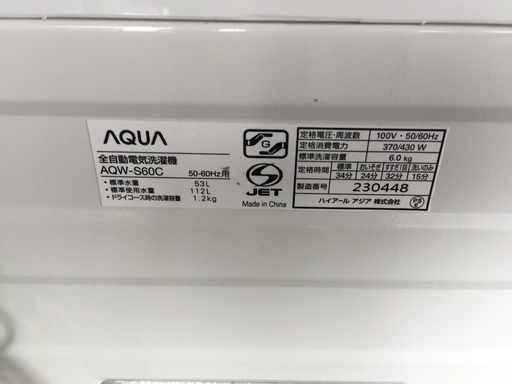 AQUA
全自動電気洗濯機
AQW-S60C 50-60Hz用
・標準水量 53L
・標準使用水量 112L
・ドライコース時の洗濯容量 1.2kg
G
S
JET
Made in China
定格電圧・周波数 100V・50/60Hz
定格消費電力 370/430 W
標準洗濯容量 6.0 kg
定格時間 標準 おいそぎ すすぎ1回 洗いのみ
34分 24分 32分 15分
製造番号 230448
ハイアール アジア 株式会社 PSE